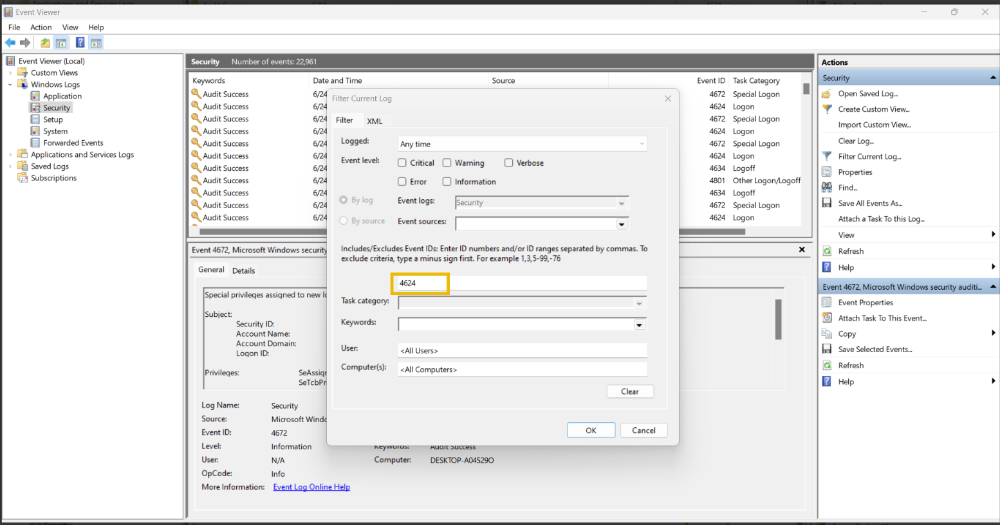 Event Viewer
File Action View Help
Event Viewer (Local)
Custom Views
Windows Logs
Application
Security
Setup
System
Forwarded Events
Applications and Services Logs
Saved Logs
Subscriptions
Security Number of events: 22,961
Keywords Date and Time Source Event ID Task Category
Audit Success 6/24 4672 Special Logon
Audit Success 6/24 4624 Logon
Audit Success 6/24 4672 Special Logon
Audit Success 6/24 4624 Logon
Audit Success 6/24 4672 Special Logon
Audit Success 6/24 4624 Logon
Audit Success 6/24 4634 Logoff
Audit Success 6/24 4801 Other Logon/Logoff
Audit Success 6/24 4634 Logoff
Audit Success 6/24 4672 Special Logon
Audit Success 6/24 4624 Logon
Event 4672, Microsoft Windows security
General Details
Special privileges assigned to new
Subject:
Security ID:
Account Name:
Account Domain:
Logon ID:
Privileges:
Log Name: Security
Source: Microsoft
Event ID: 4672
Level: Information Keywords: Audit Success
User: N/A Computer: DESKTOP-A04529O
OpCode: Info
More Information: Event Log Online Help
Filter Current Log
Filter XML
Logged: Any time
Event level: Critical Warning Verbose
Error Information
By log Event logs: Security
By source Event sources:
Includes/Excludes Event IDs: Enter ID numbers and/or ID ranges separated by commas. To
exclude criteria, type a minus sign first. For example 1,3,5-99,-76
4624
Task category:
Keywords:
User: <All Users>
Computer(s): <All Computers>
Clear
OK Cancel
Actions
Security
Open Saved Log...
Create Custom View...
Import Custom View...
Clear Log...
Filter Current Log...
Properties
Find...
Save All Events As...
Attach a Task To this Log...
View
Refresh
Help
Event 4672, Microsoft Windows security auditi...
Event Properties
Attach Task To This Event...
Copy
Save Selected Events...
Refresh
Help